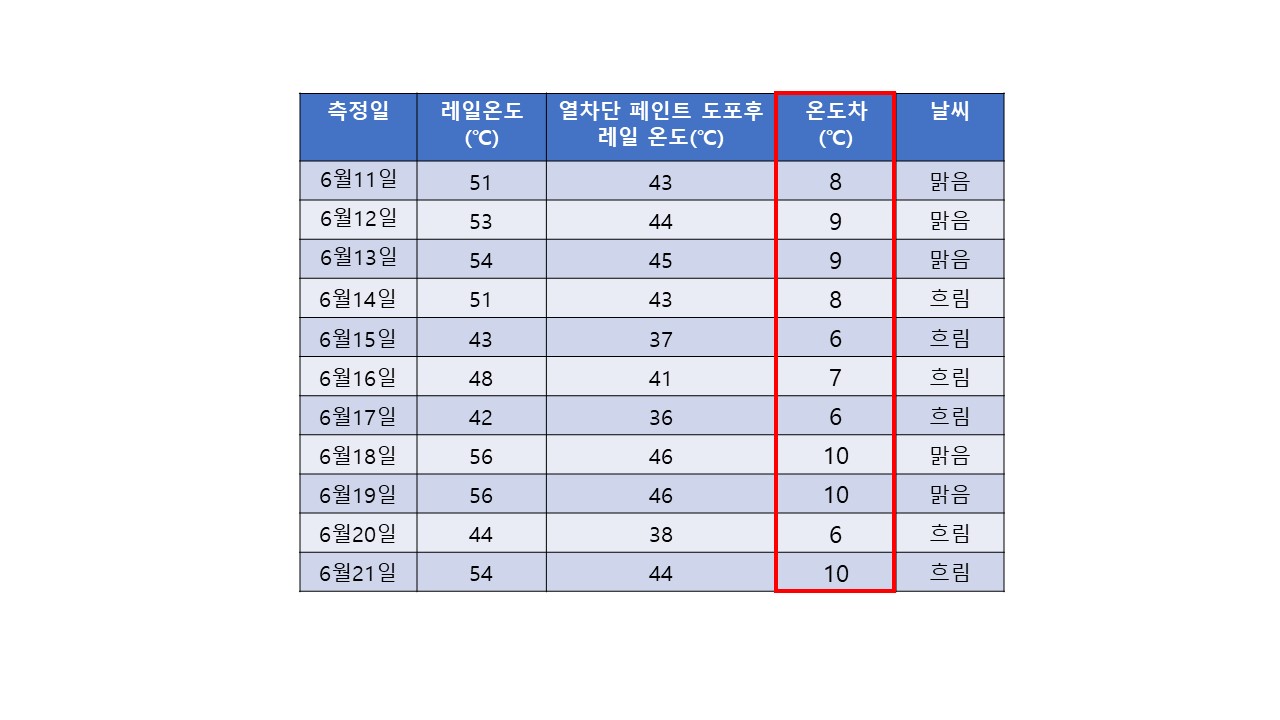 측정일 레일온도 (℃) 열차단 페인트 도포후 레일 온도(℃) 온도차 (℃) 날씨
6월11일 51 43 8 맑음
6월12일 53 44 9 맑음
6월13일 54 45 9 맑음
6월14일 51 43 8 흐림
6월15일 43 37 6 흐림
6월16일 48 41 7 흐림
6월17일 42 36 6 흐림
6월18일 56 46 10 맑음
6월19일 56 46 10 맑음
6월20일 44 38 6 흐림
6월21일 54 44 10 흐림